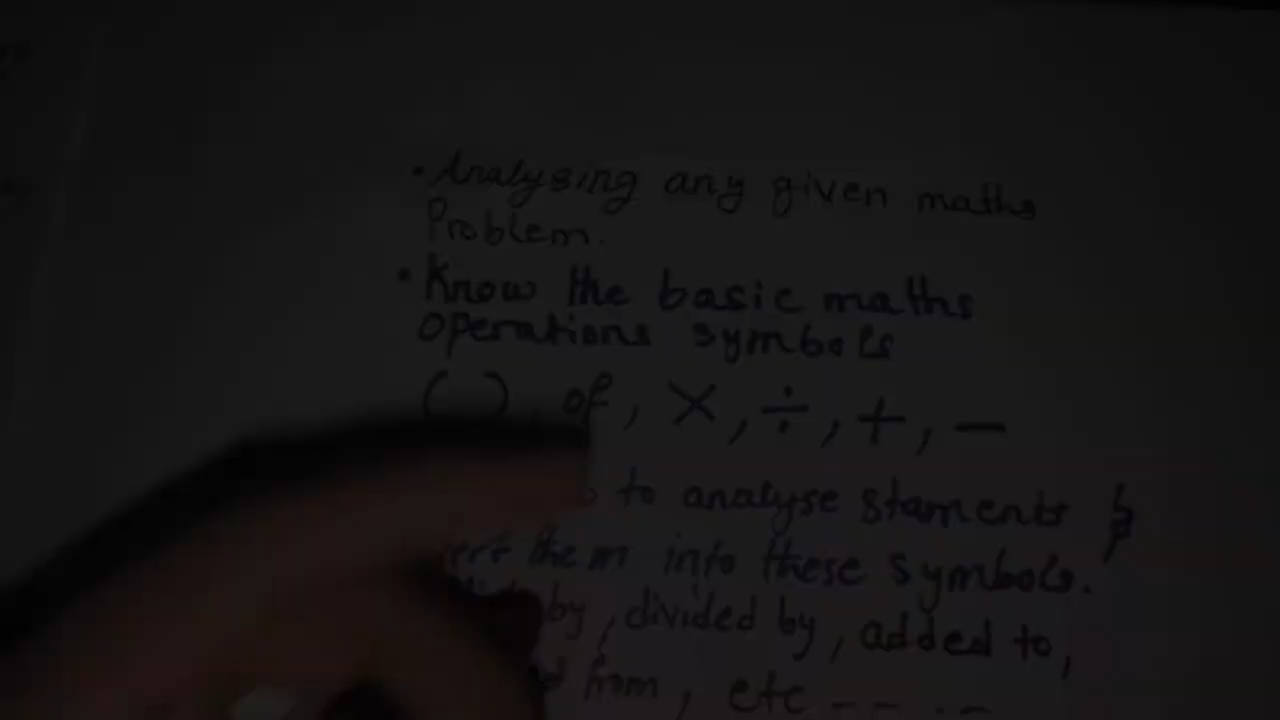 • Analysing any given maths
Problem.
• Know the basic maths
operations symbols
( ) of, ×, ÷, +, −
to analyse staments &
them into these symbols.
by, divided by, added to,
from, etc -- . --